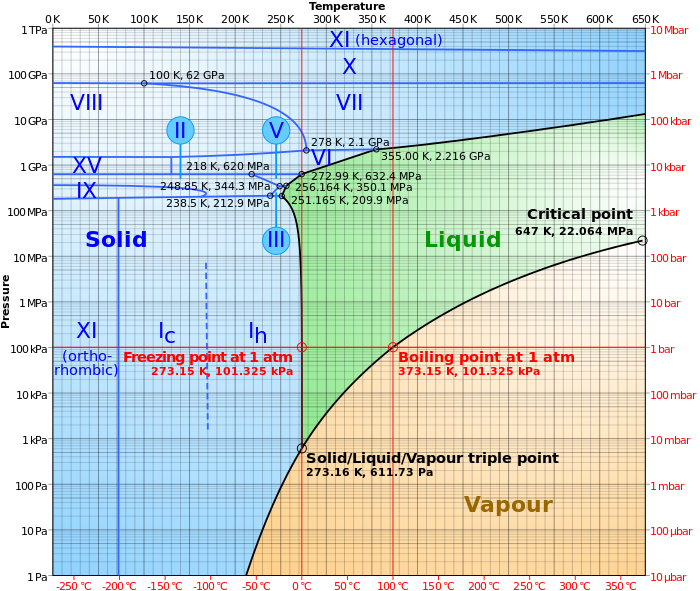 Temperature
0 K 50 K 100 K 150 K 200 K 250 K 300 K 350 K 400 K 450 K 500 K 550 K 600 K 650 K
1 TPa
10 Mbar
XI (hexagonal)
100 GPa
100 K, 62 GPa
X
1 Mbar
VIII
VII
10 GPa
II
V
100 kbar
278 K, 2.1 GPa
VI
355.00 K, 2.216 GPa
1 GPa
XV
218 K, 620 MPa
10 kbar
272.99 K, 632.4 MPa
IX
248.85 K, 344.3 MPa
256.164 K, 350.1 MPa
238.5 K, 212.9 MPa
251.165 K, 209.9 MPa
100 MPa
1 kbar
Critical point
647 K, 22.064 MPa
Solid
III
Liquid
10 MPa
100 bar
Pressure
1 MPa
10 bar
XI
(ortho-
rhombic)
Ic
Ih
100 kPa
1 bar
Freezing point at 1 atm
273.15 K, 101.325 kPa
Boiling point at 1 atm
373.15 K, 101.325 kPa
10 kPa
100 mbar
1 kPa
10 mbar
Solid/Liquid/Vapour triple point
273.16 K, 611.73 Pa
100 Pa
1 mbar
Vapour
10 Pa
100 µbar
1 Pa
10 µbar
-250 °C -200 °C -150 °C -100 °C -50 °C 0 °C 50 °C 100 °C 150 °C 200 °C 250 °C 300 °C 350 °C